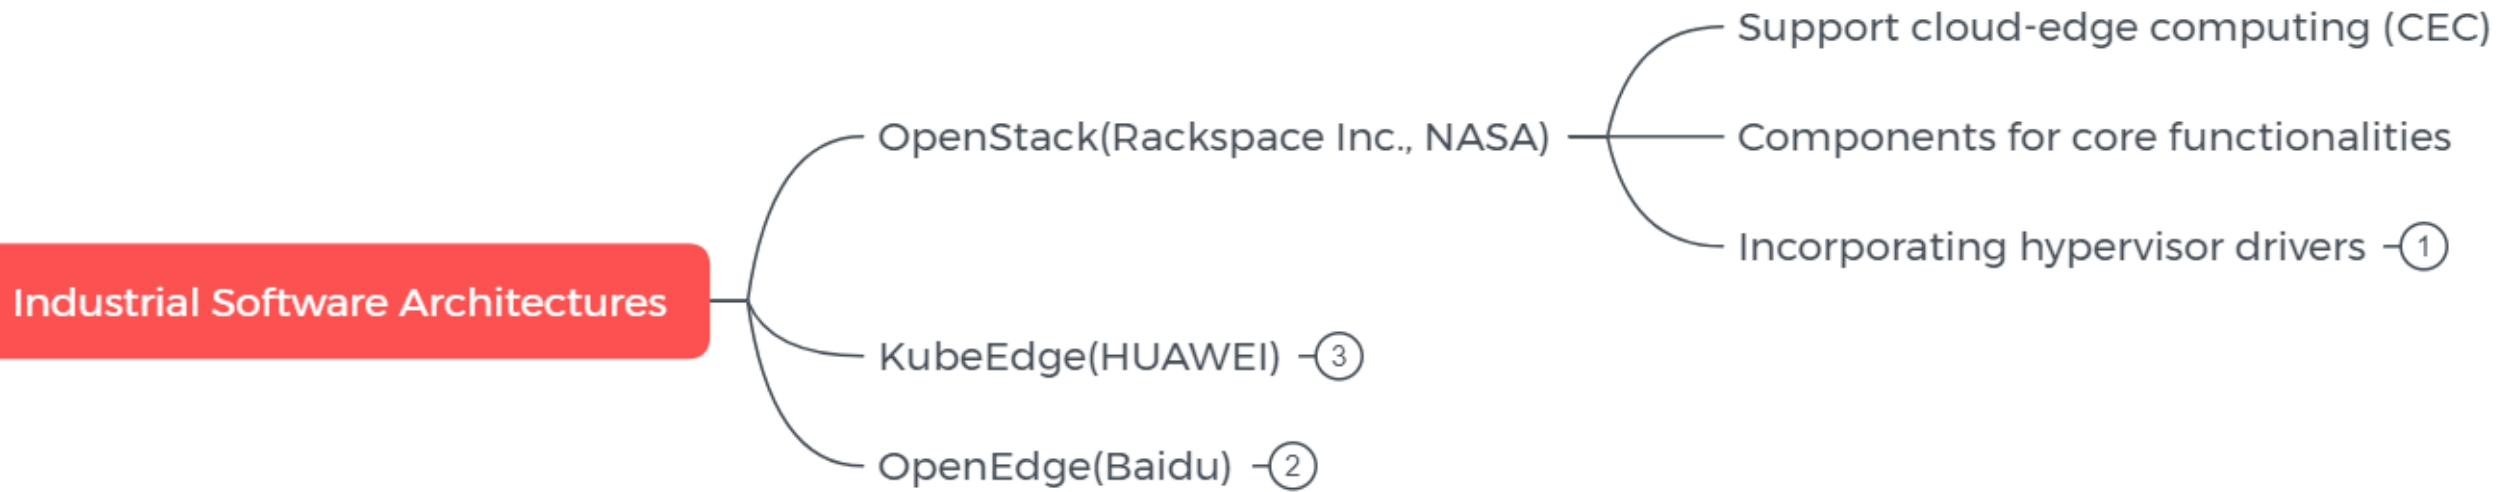 Support cloud-edge computing (CEC)
OpenStack(Rackspace Inc., NASA)
Components for core functionalities
Incorporating hypervisor drivers 1
Industrial Software Architectures
KubeEdge(HUAWEI) 3
OpenEdge(Baidu) 2